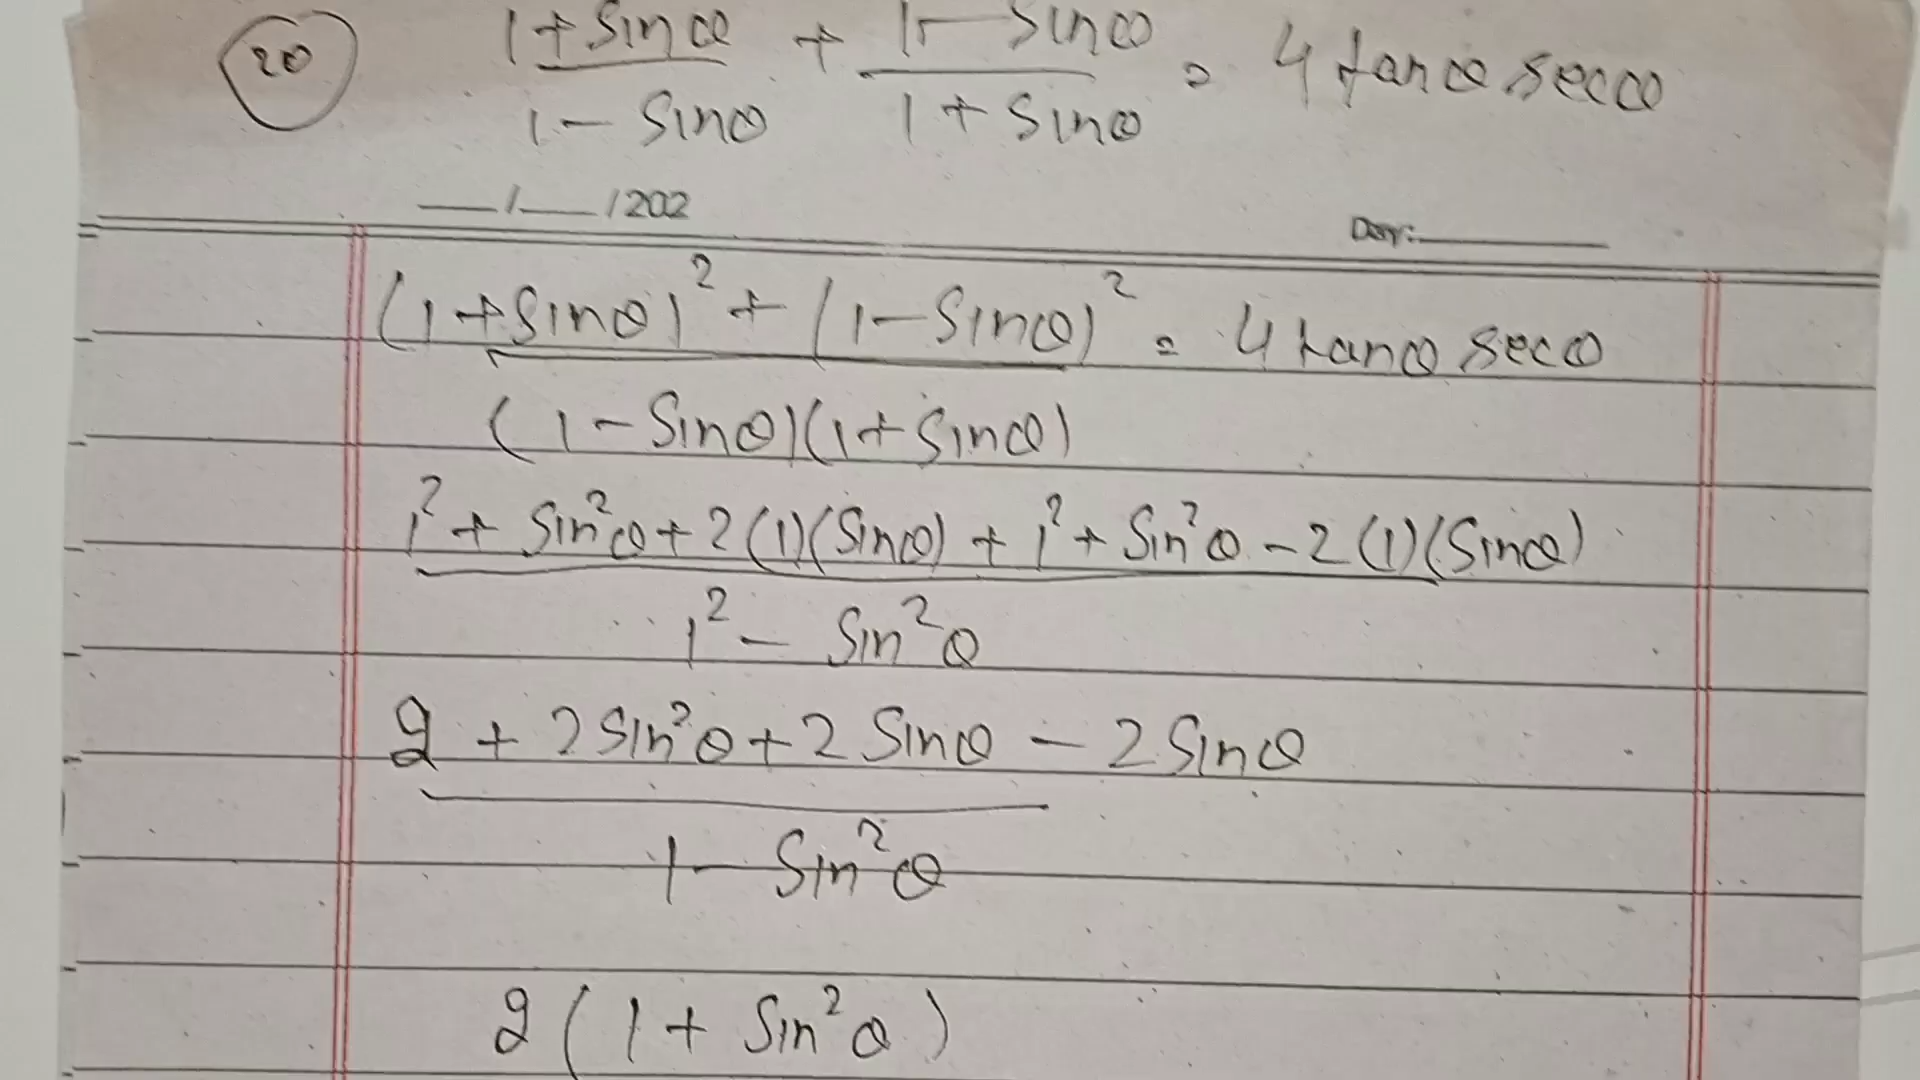 20
1 + Sinθ / 1 - Sinθ + 1 - Sinθ / 1 + Sinθ = 4 tanθ secθ
__/__/202 Day:
(1 + Sinθ)² + (1 - Sinθ)² = 4 tanθ secθ
(1 - Sinθ)(1 + Sinθ)
1² + Sin²θ + 2(1)(Sinθ) + 1² + Sin²θ - 2(1)(Sinθ)
1² - Sin²θ
2 + 2Sin²θ + 2Sinθ - 2Sinθ
1 - Sin²θ
2(1 + Sin²θ)